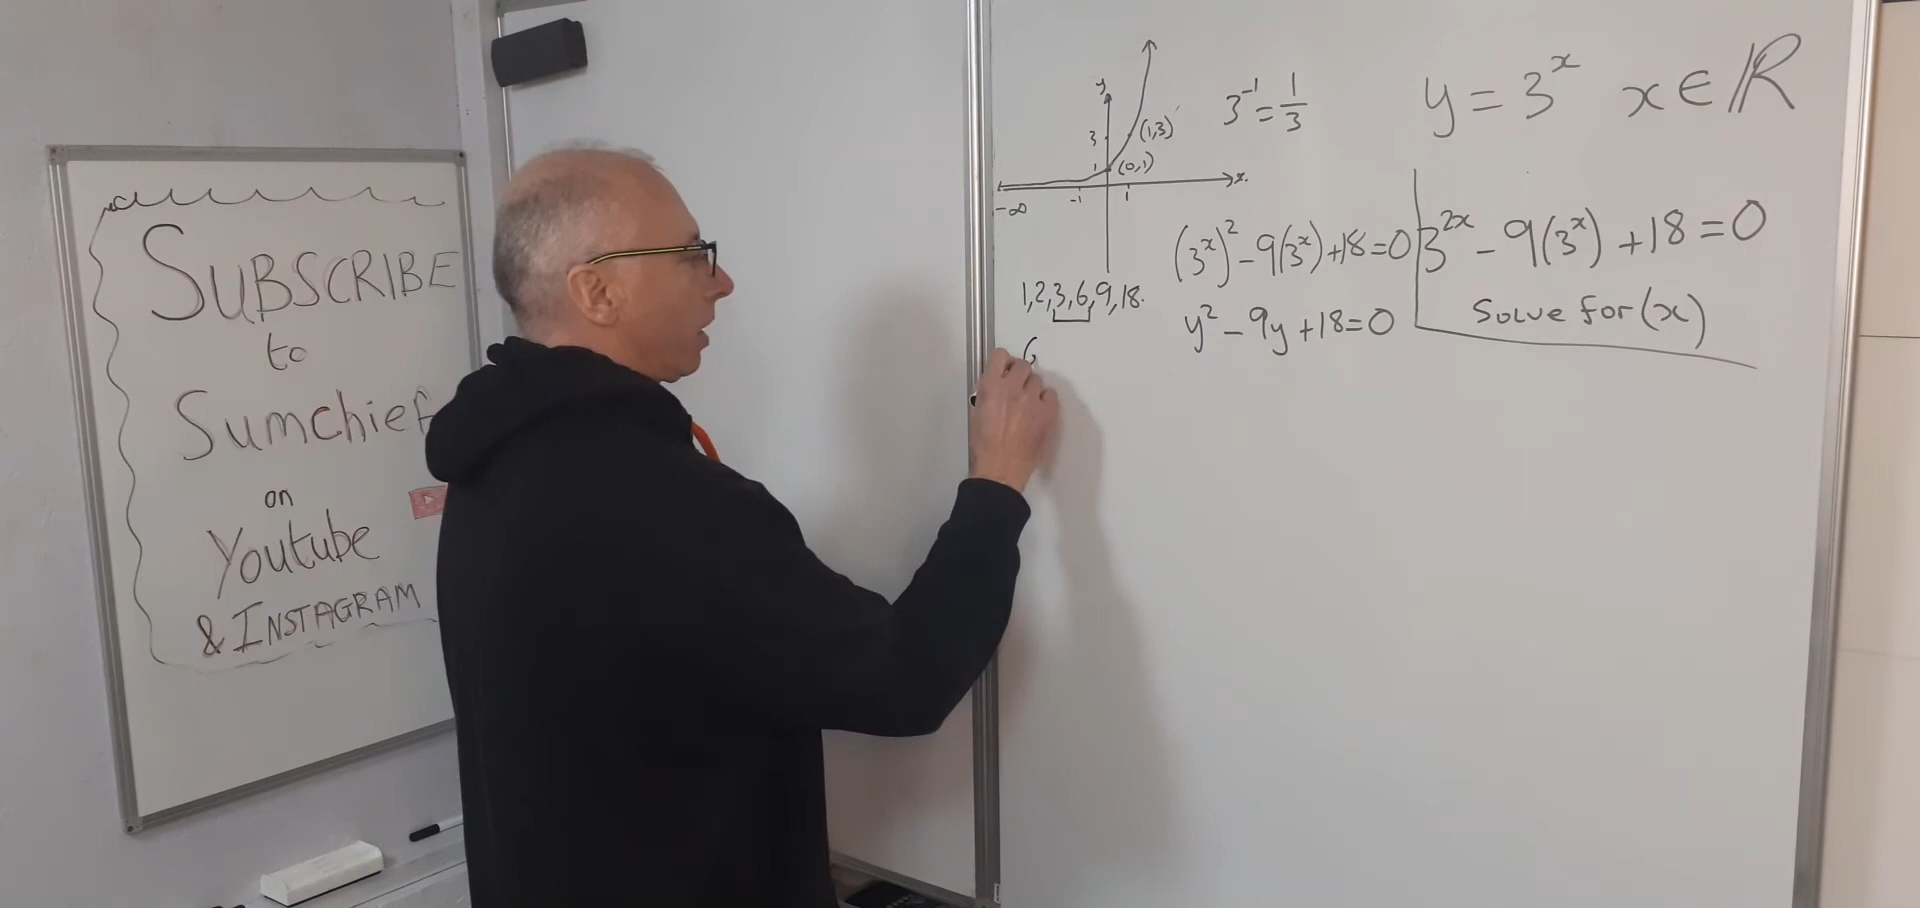 SUBSCRIBE
to
Sumchief
on
Youtube
& INSTAGRAM
y
3
(1,3)
1
(0,1)
x
-∞
-1
1
3⁻¹ = 1/3
y = 3ˣ x ∈ ℝ
3²ˣ - 9(3ˣ) + 18 = 0
Solve for (x)
(3ˣ)² - 9(3ˣ) + 18 = 0
y² - 9y + 18 = 0
1, 2, 3, 6, 9, 18.